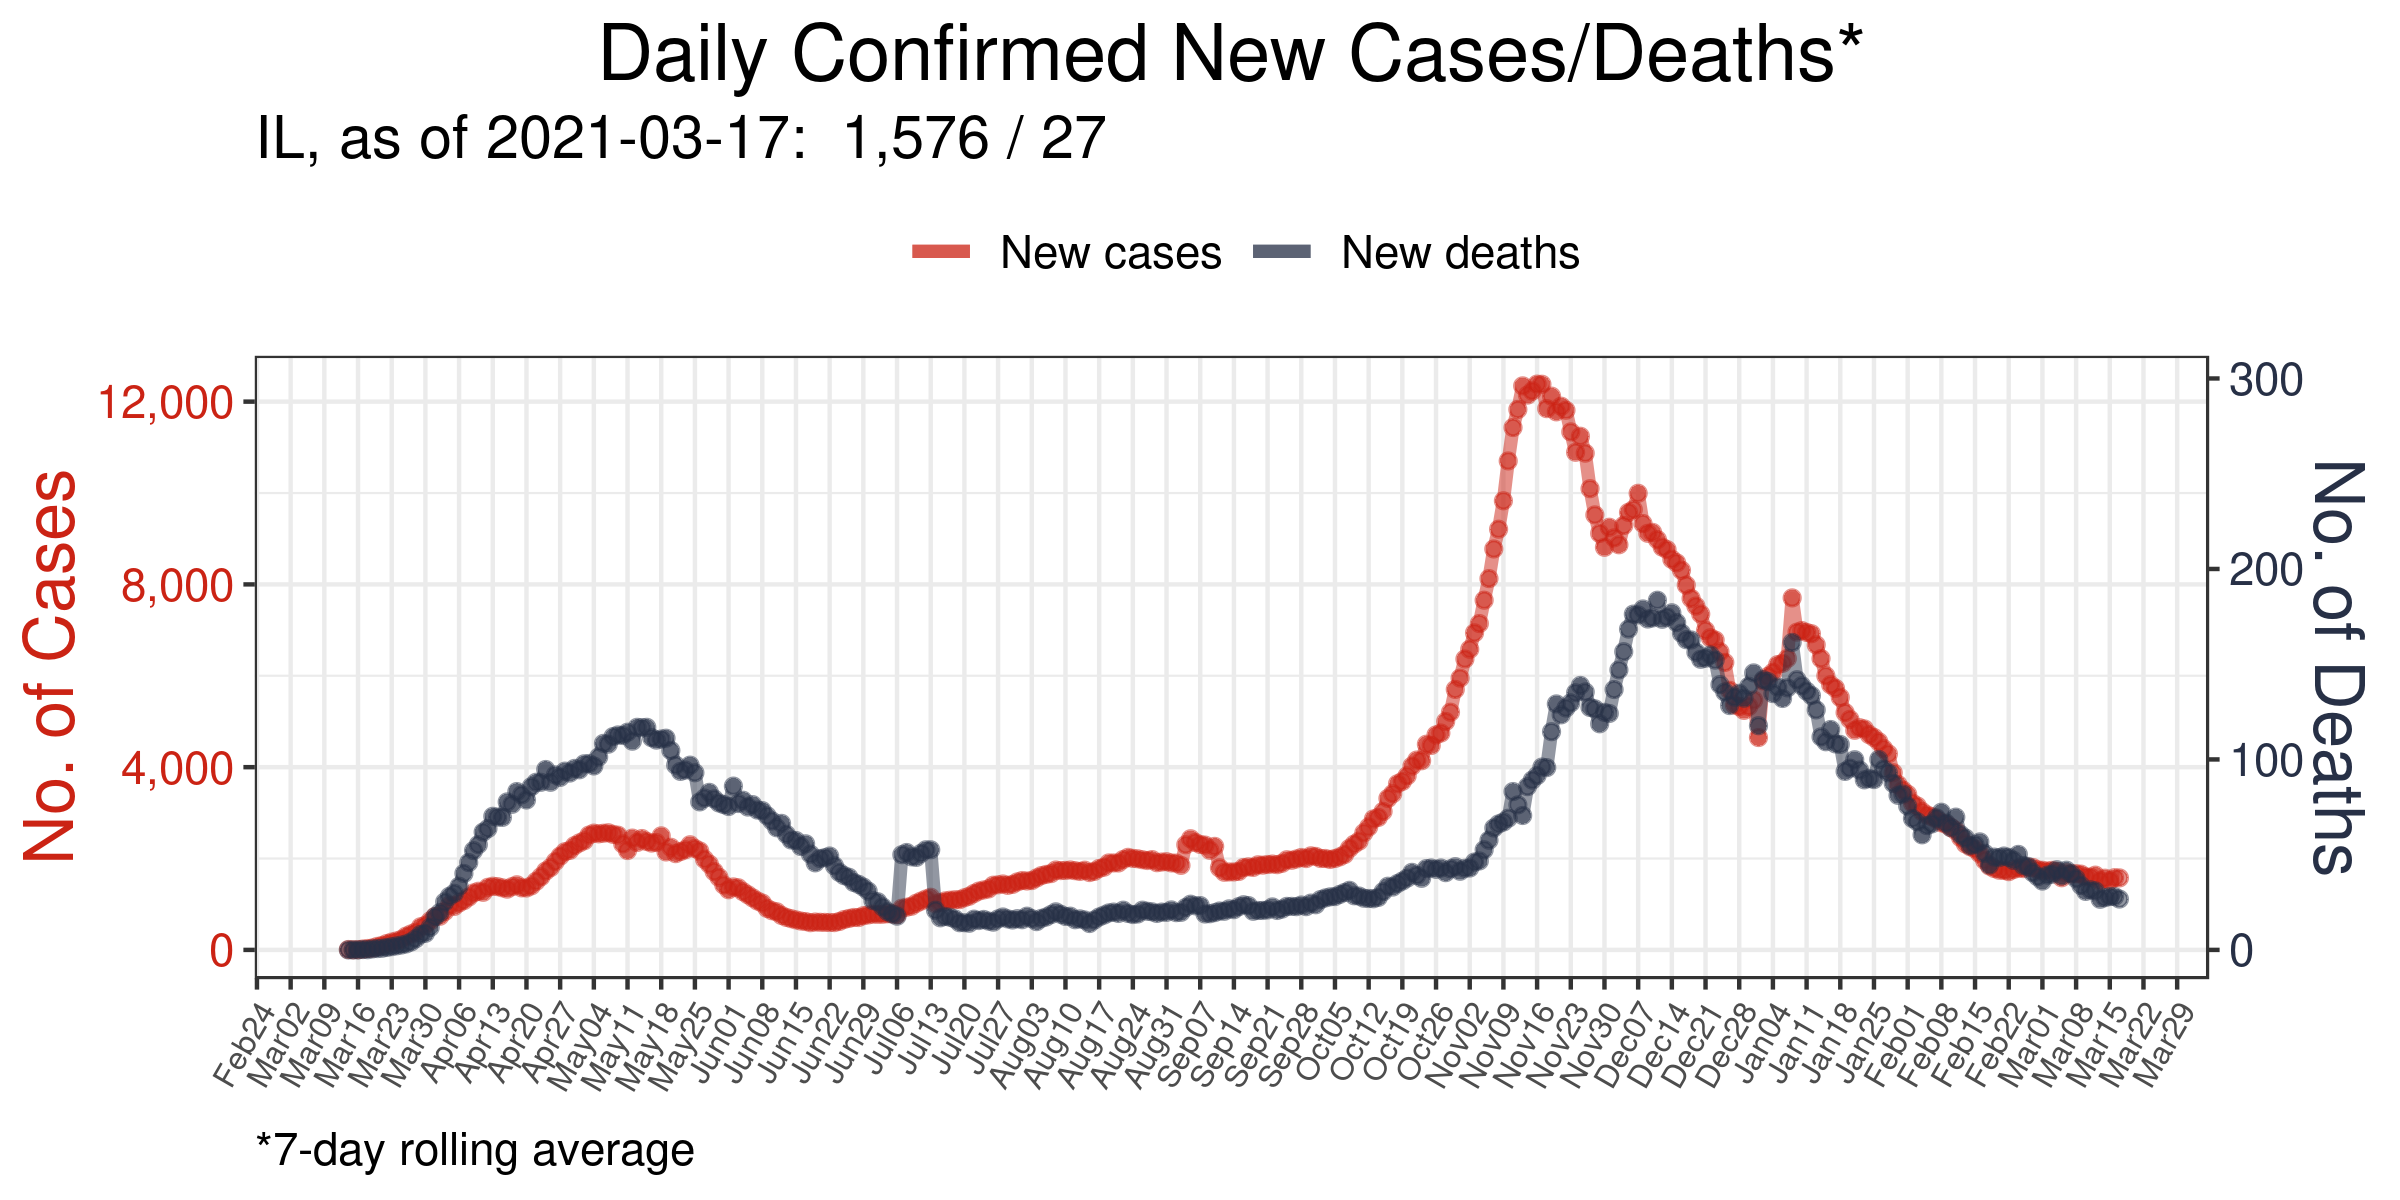 Daily Confirmed New Cases/Deaths*
IL, as of 2021-03-17:  1,576 / 27
New cases New deaths
No. of Cases
12,000
8,000
4,000
0
300
200
100
0
No. of Deaths
Feb24 Mar02 Mar09 Mar16 Mar23 Mar30 Apr06 Apr13 Apr20 Apr27 May04 May11 May18 May25 Jun01 Jun08 Jun15 Jun22 Jun29 Jul06 Jul13 Jul20 Jul27 Aug03 Aug10 Aug17 Aug24 Aug31 Sep07 Sep14 Sep21 Sep28 Oct05 Oct12 Oct19 Oct26 Nov02 Nov09 Nov16 Nov23 Nov30 Dec07 Dec14 Dec21 Dec28 Jan04 Jan11 Jan18 Jan25 Feb01 Feb08 Feb15 Feb22 Mar01 Mar08 Mar15 Mar22 Mar29
*7-day rolling average